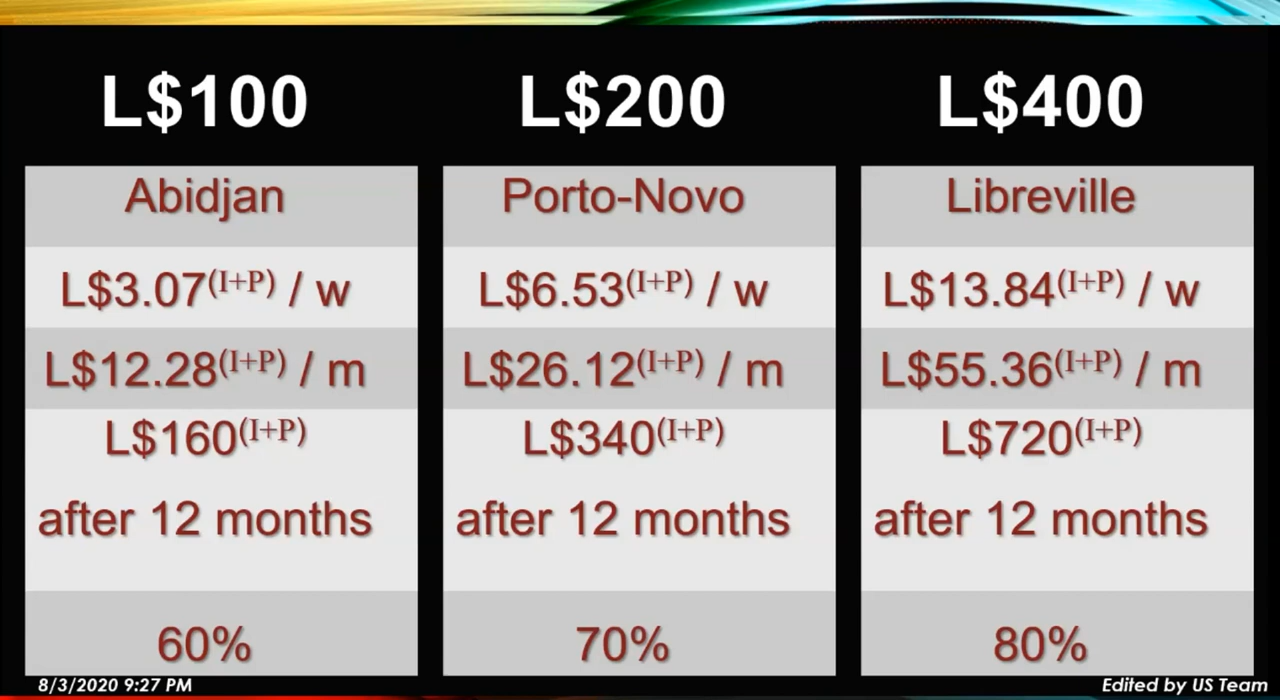 L$100 L$200 L$400
Abidjan Porto-Novo Libreville
L$3.07(I+P) / w L$6.53(I+P) / w L$13.84(I+P) / w
L$12.28(I+P) / m L$26.12(I+P) / m L$55.36(I+P) / m
L$160(I+P) L$340(I+P) L$720(I+P)
after 12 months after 12 months after 12 months
60% 70% 80%
8/3/2020 9:27 PM Edited by US Team